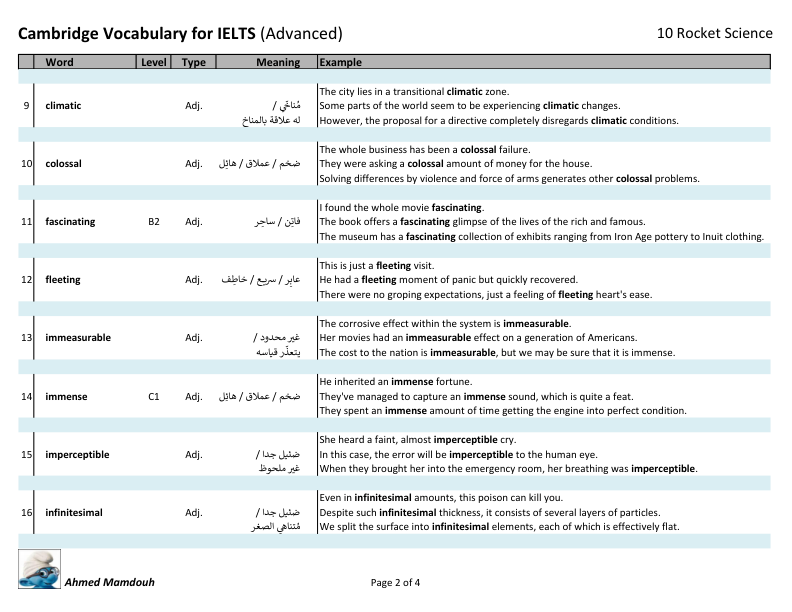 Cambridge Vocabulary for IELTS (Advanced) 10 Rocket Science
Word Level Type Meaning Example
The city lies in a transitional climatic zone.
9 climatic Adj. مُناخي / Some parts of the world seem to be experiencing climatic changes.
له علاقة بالمناخ However, the proposal for a directive completely disregards climatic conditions.
The whole business has been a colossal failure.
10 colossal Adj. ضخم / عملاق / هائِل They were asking a colossal amount of money for the house.
Solving differences by violence and force of arms generates other colossal problems.
I found the whole movie fascinating.
11 fascinating B2 Adj. فاتِن / ساحِر The book offers a fascinating glimpse of the lives of the rich and famous.
The museum has a fascinating collection of exhibits ranging from Iron Age pottery to Inuit clothing.
This is just a fleeting visit.
12 fleeting Adj. عابِر / سريع / خاطِف He had a fleeting moment of panic but quickly recovered.
There were no groping expectations, just a feeling of fleeting heart's ease.
The corrosive effect within the system is immeasurable.
13 immeasurable Adj. غير محدود / Her movies had an immeasurable effect on a generation of Americans.
يتعذّر قياسه The cost to the nation is immeasurable, but we may be sure that it is immense.
He inherited an immense fortune.
14 immense C1 Adj. ضخم / عملاق / هائِل They've managed to capture an immense sound, which is quite a feat.
They spent an immense amount of time getting the engine into perfect condition.
She heard a faint, almost imperceptible cry.
15 imperceptible Adj. ضئيل جدا / In this case, the error will be imperceptible to the human eye.
غير ملحوظ When they brought her into the emergency room, her breathing was imperceptible.
Even in infinitesimal amounts, this poison can kill you.
16 infinitesimal Adj. ضئيل جدا / Despite such infinitesimal thickness, it consists of several layers of particles.
مُتناهي الصغر We split the surface into infinitesimal elements, each of which is effectively flat.
Ahmed Mamdouh Page 2 of 4